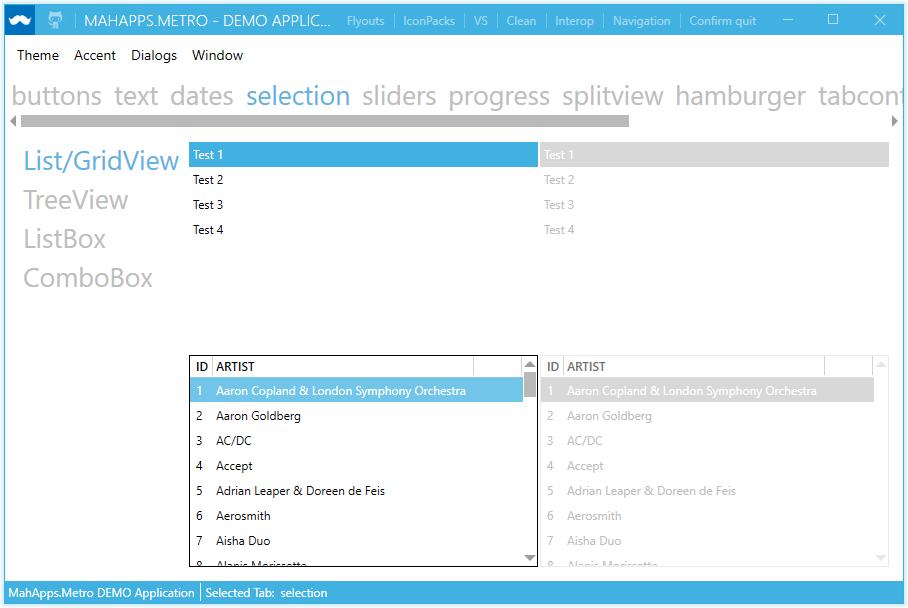 MAHAPPS.METRO - DEMO APPLIC... Flyouts IconPacks VS Clean Interop Navigation Confirm quit
Theme Accent Dialogs Window
buttons text dates selection sliders progress splitview hamburger tabcont
List/GridView
TreeView
ListBox
ComboBox
Test 1 Test 1
Test 2 Test 2
Test 3 Test 3
Test 4 Test 4
ID ARTIST ID ARTIST
1 Aaron Copland & London Symphony Orchestra 1 Aaron Copland & London Symphony Orchestra
2 Aaron Goldberg 2 Aaron Goldberg
3 AC/DC 3 AC/DC
4 Accept 4 Accept
5 Adrian Leaper & Doreen de Feis 5 Adrian Leaper & Doreen de Feis
6 Aerosmith 6 Aerosmith
7 Aisha Duo 7 Aisha Duo
8 Alanis Morissette 8 Alanis Morissette
MahApps.Metro DEMO Application Selected Tab: selection